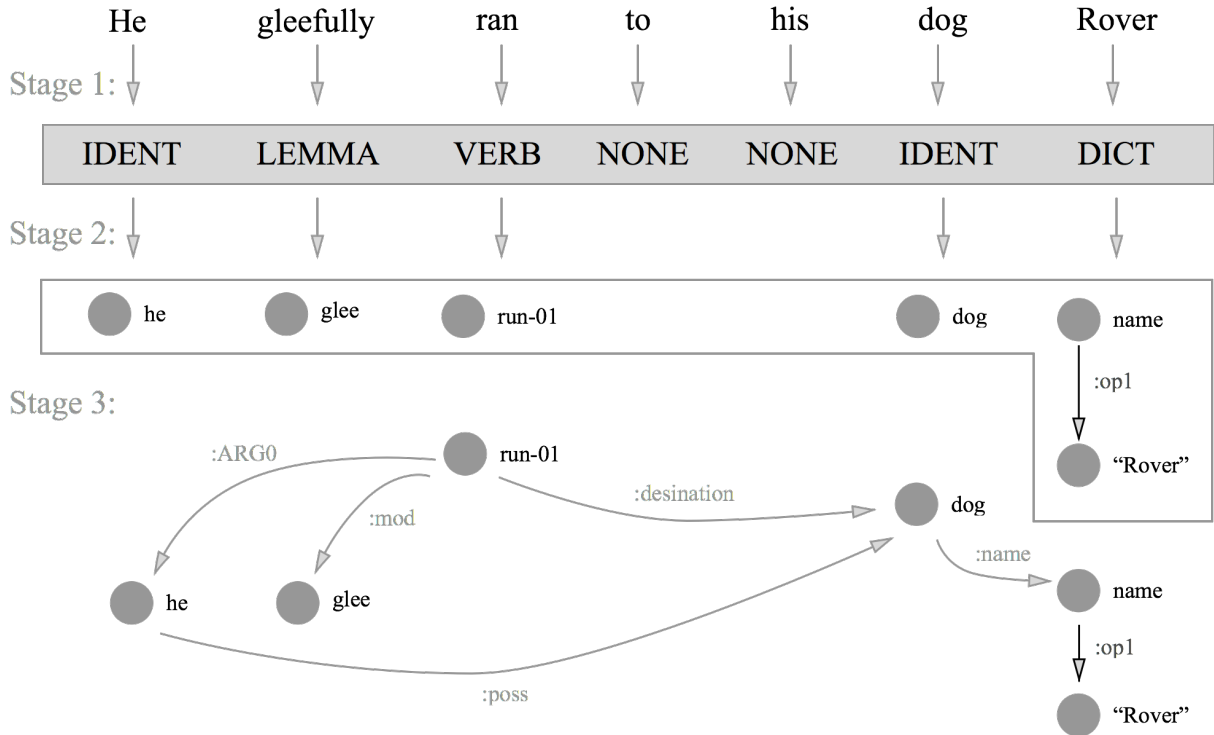 He gleefully ran to his dog Rover
Stage 1:
IDENT LEMMA VERB NONE NONE IDENT DICT
Stage 2:
he glee run-01 dog name
:op1
“Rover”
Stage 3:
:ARG0 run-01
:mod :desination dog
:name
he glee name
:op1
:poss
“Rover”